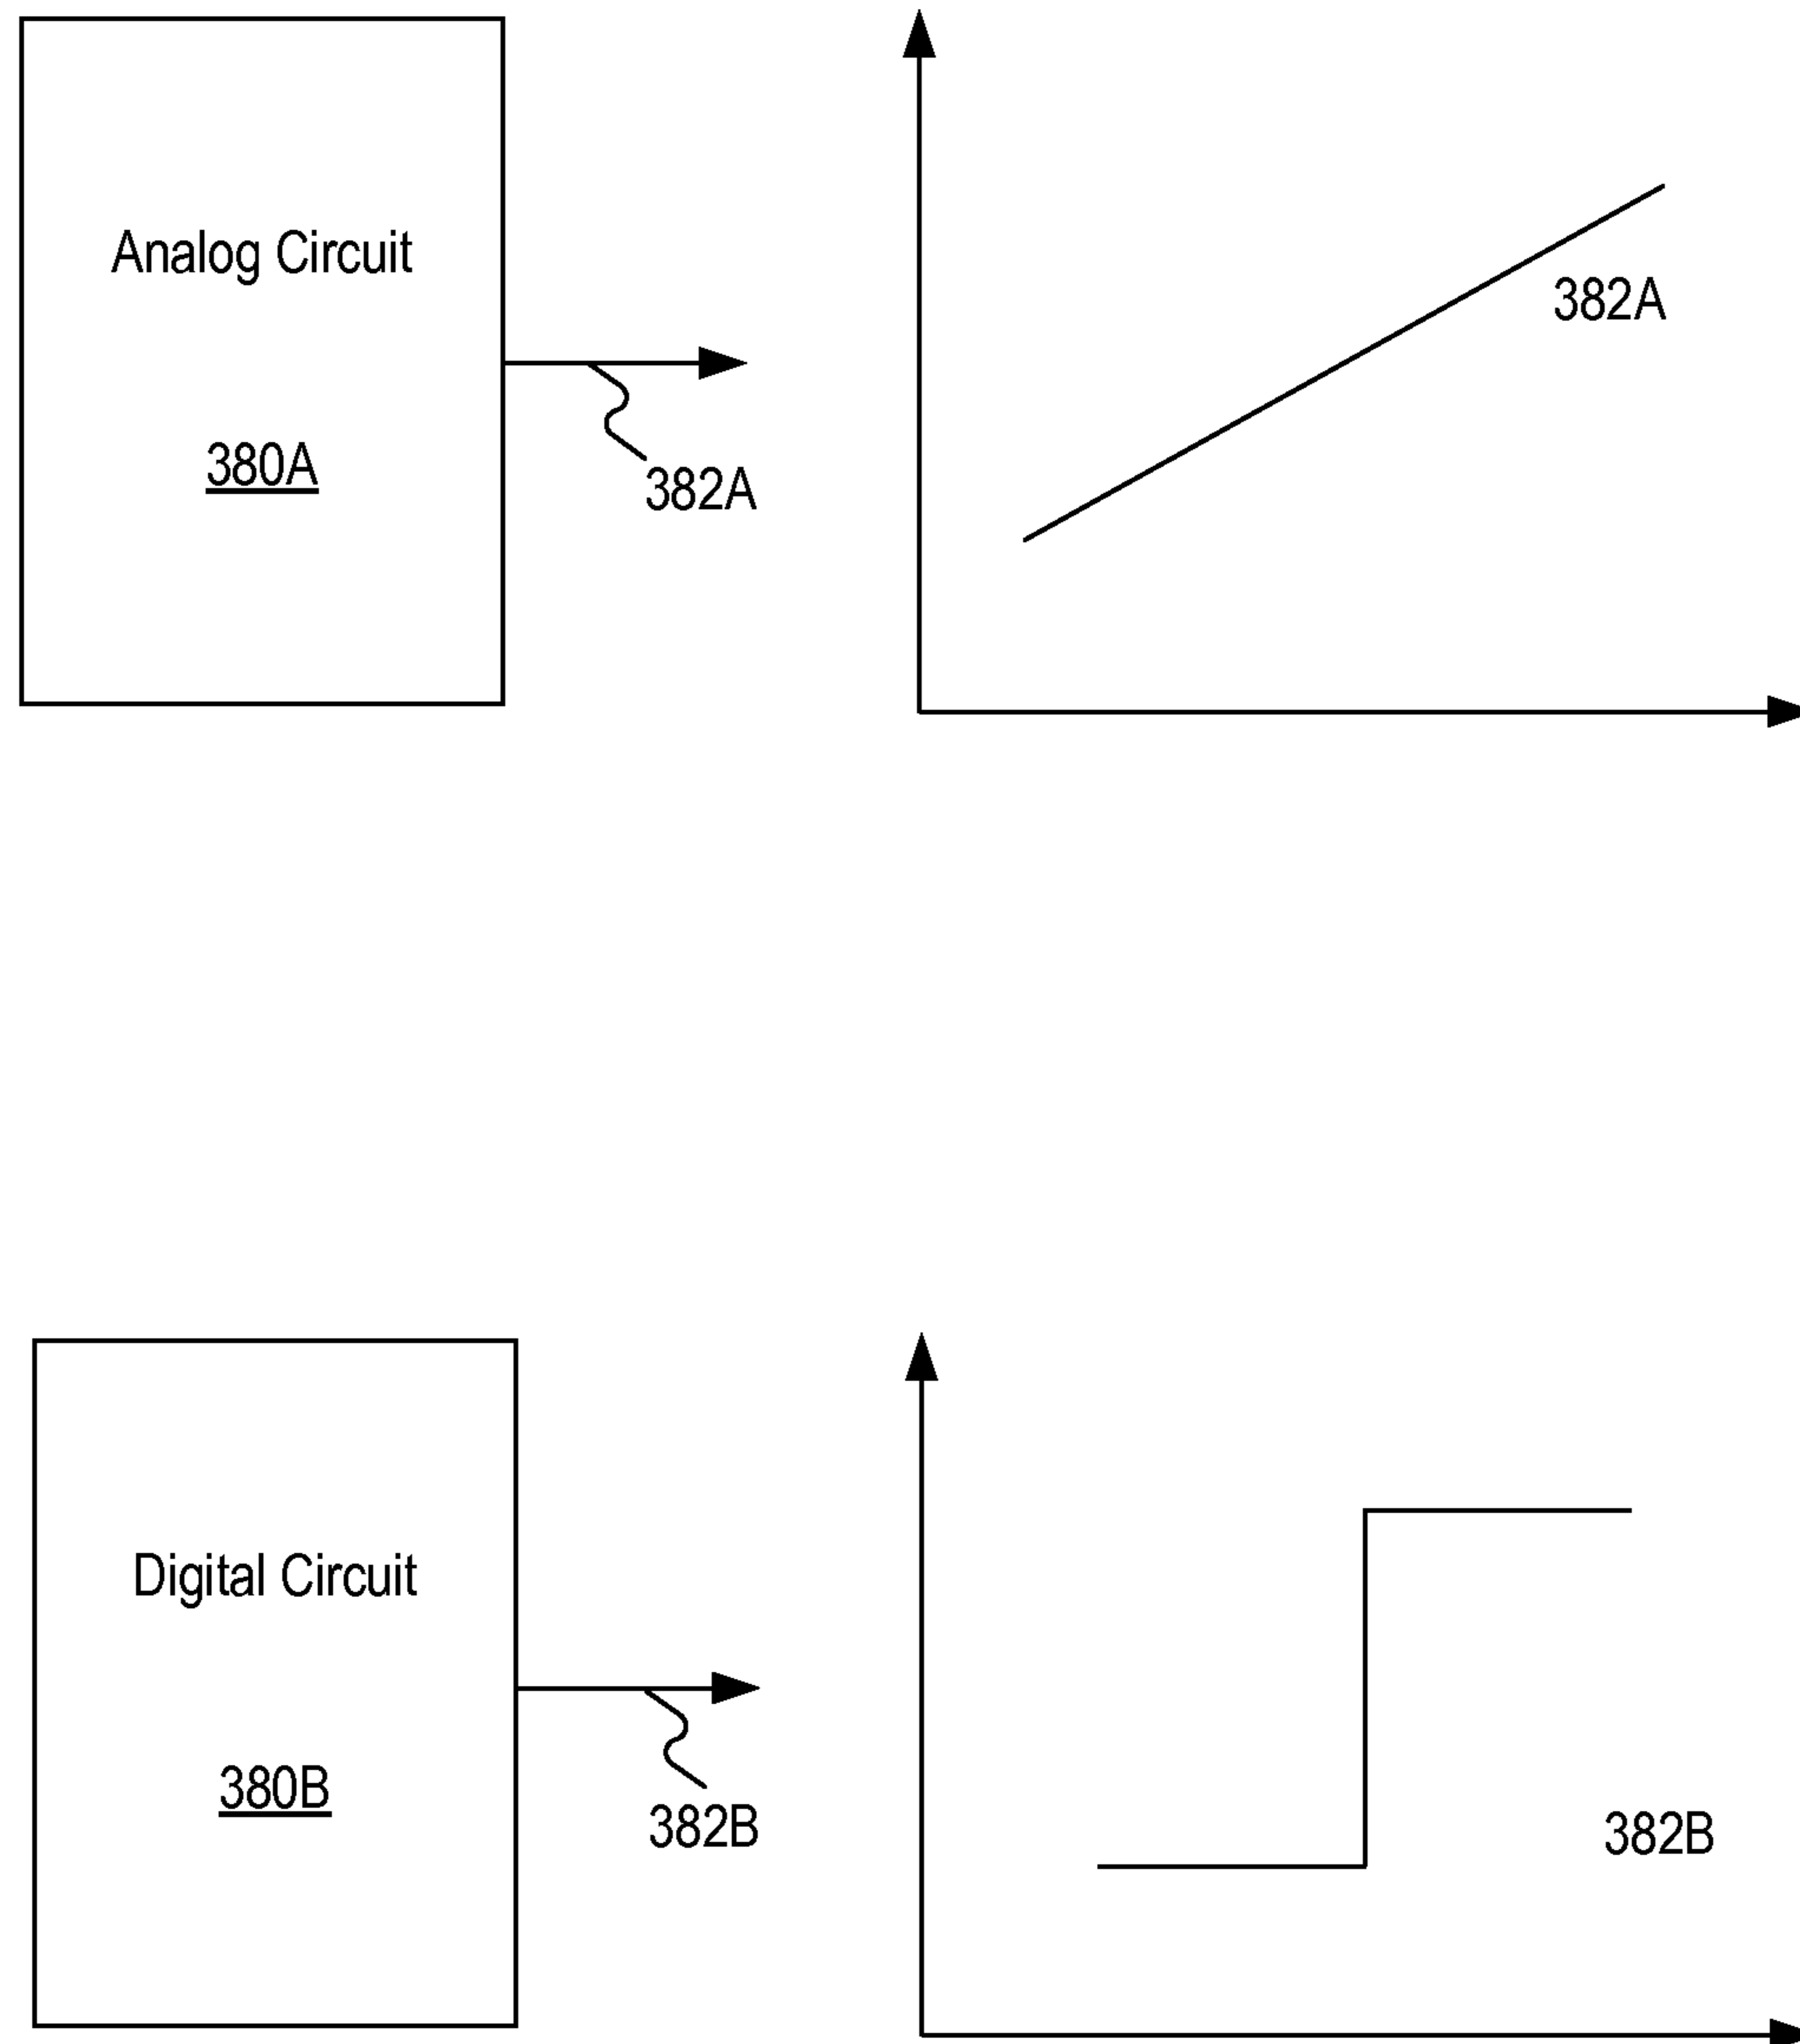 Analog Circuit
380A
382A
382A
Digital Circuit
380B
382B
382B